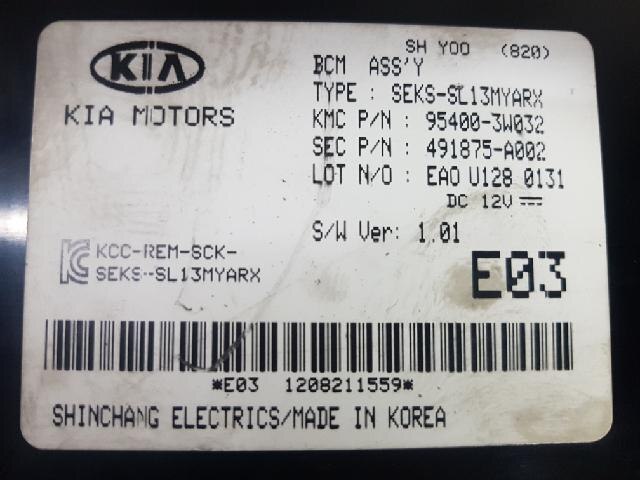 SH YOO (820)
KIA
KIA MOTORS
BCM ASS'Y
TYPE : SEKS-SL13MYARX
KMC P/N : 95400-3W032
SEC P/N : 491875-A002
LOT N/O : EAO U128 0131
DC 12V
S/W Ver: 1.01
KCC-REM-SCK-
SEKS-SL13MYARX
E03
*E03 1208211559*
SHINCHANG ELECTRICS/MADE IN KOREA